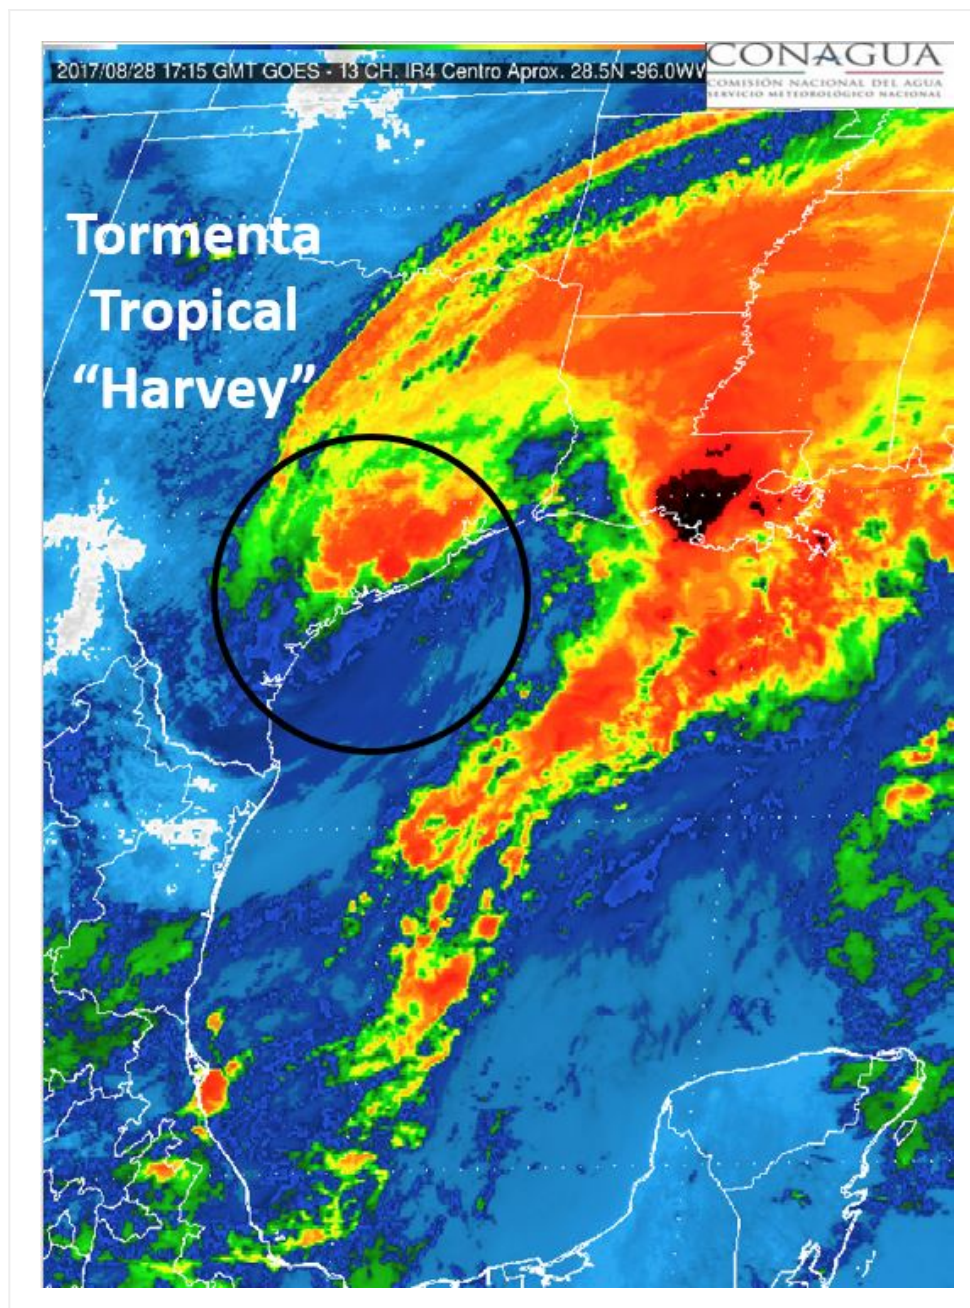 2017/08/28 17:15 GMT GOES - 13 CH. IR4 Centro Aprox. 28.5N -96.0WW
CONAGUA
COMISIÓN NACIONAL DEL AGUA
SERVICIO METEOROLÓGICO NACIONAL
Tormenta
Tropical
“Harvey”